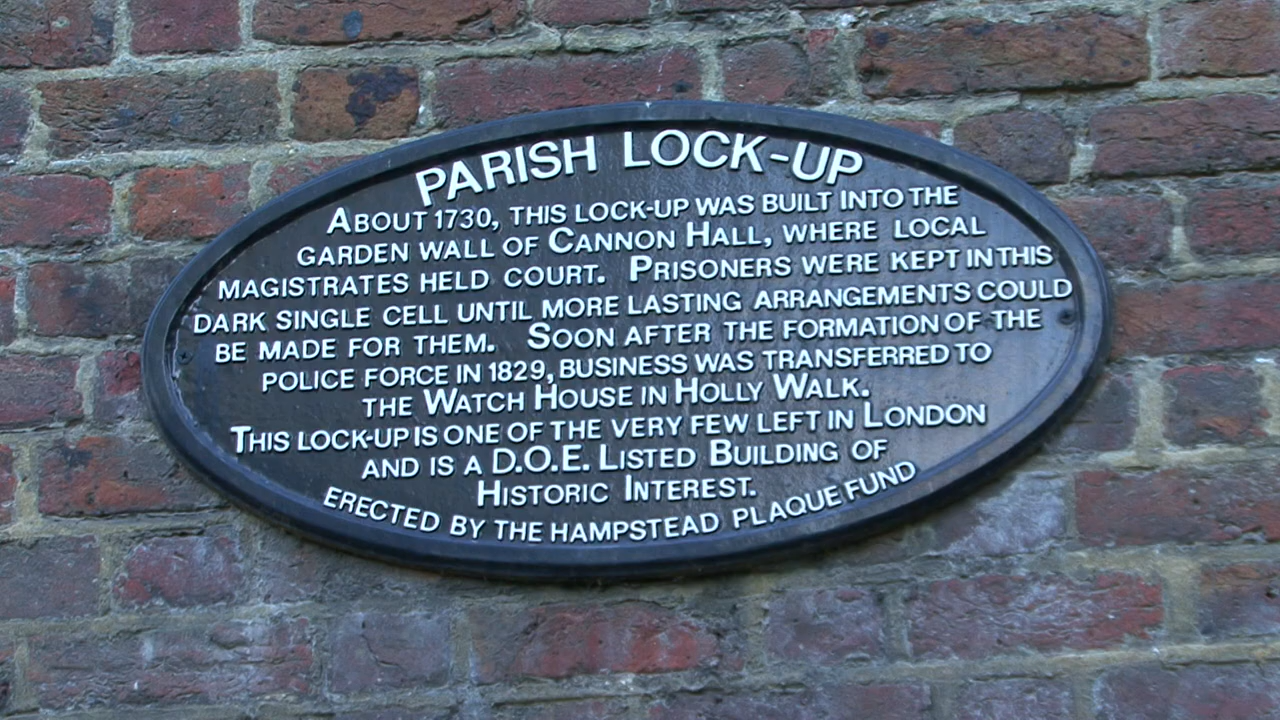 PARISH LOCK-UP
ABOUT 1730, THIS LOCK-UP WAS BUILT INTO THE
GARDEN WALL OF CANNON HALL, WHERE LOCAL
MAGISTRATES HELD COURT. PRISONERS WERE KEPT IN THIS
DARK SINGLE CELL UNTIL MORE LASTING ARRANGEMENTS COULD
BE MADE FOR THEM. SOON AFTER THE FORMATION OF THE
POLICE FORCE IN 1829, BUSINESS WAS TRANSFERRED TO
THE WATCH HOUSE IN HOLLY WALK.
THIS LOCK-UP IS ONE OF THE VERY FEW LEFT IN LONDON
AND IS A D.O.E. LISTED BUILDING OF
HISTORIC INTEREST.
ERECTED BY THE HAMPSTEAD PLAQUE FUND